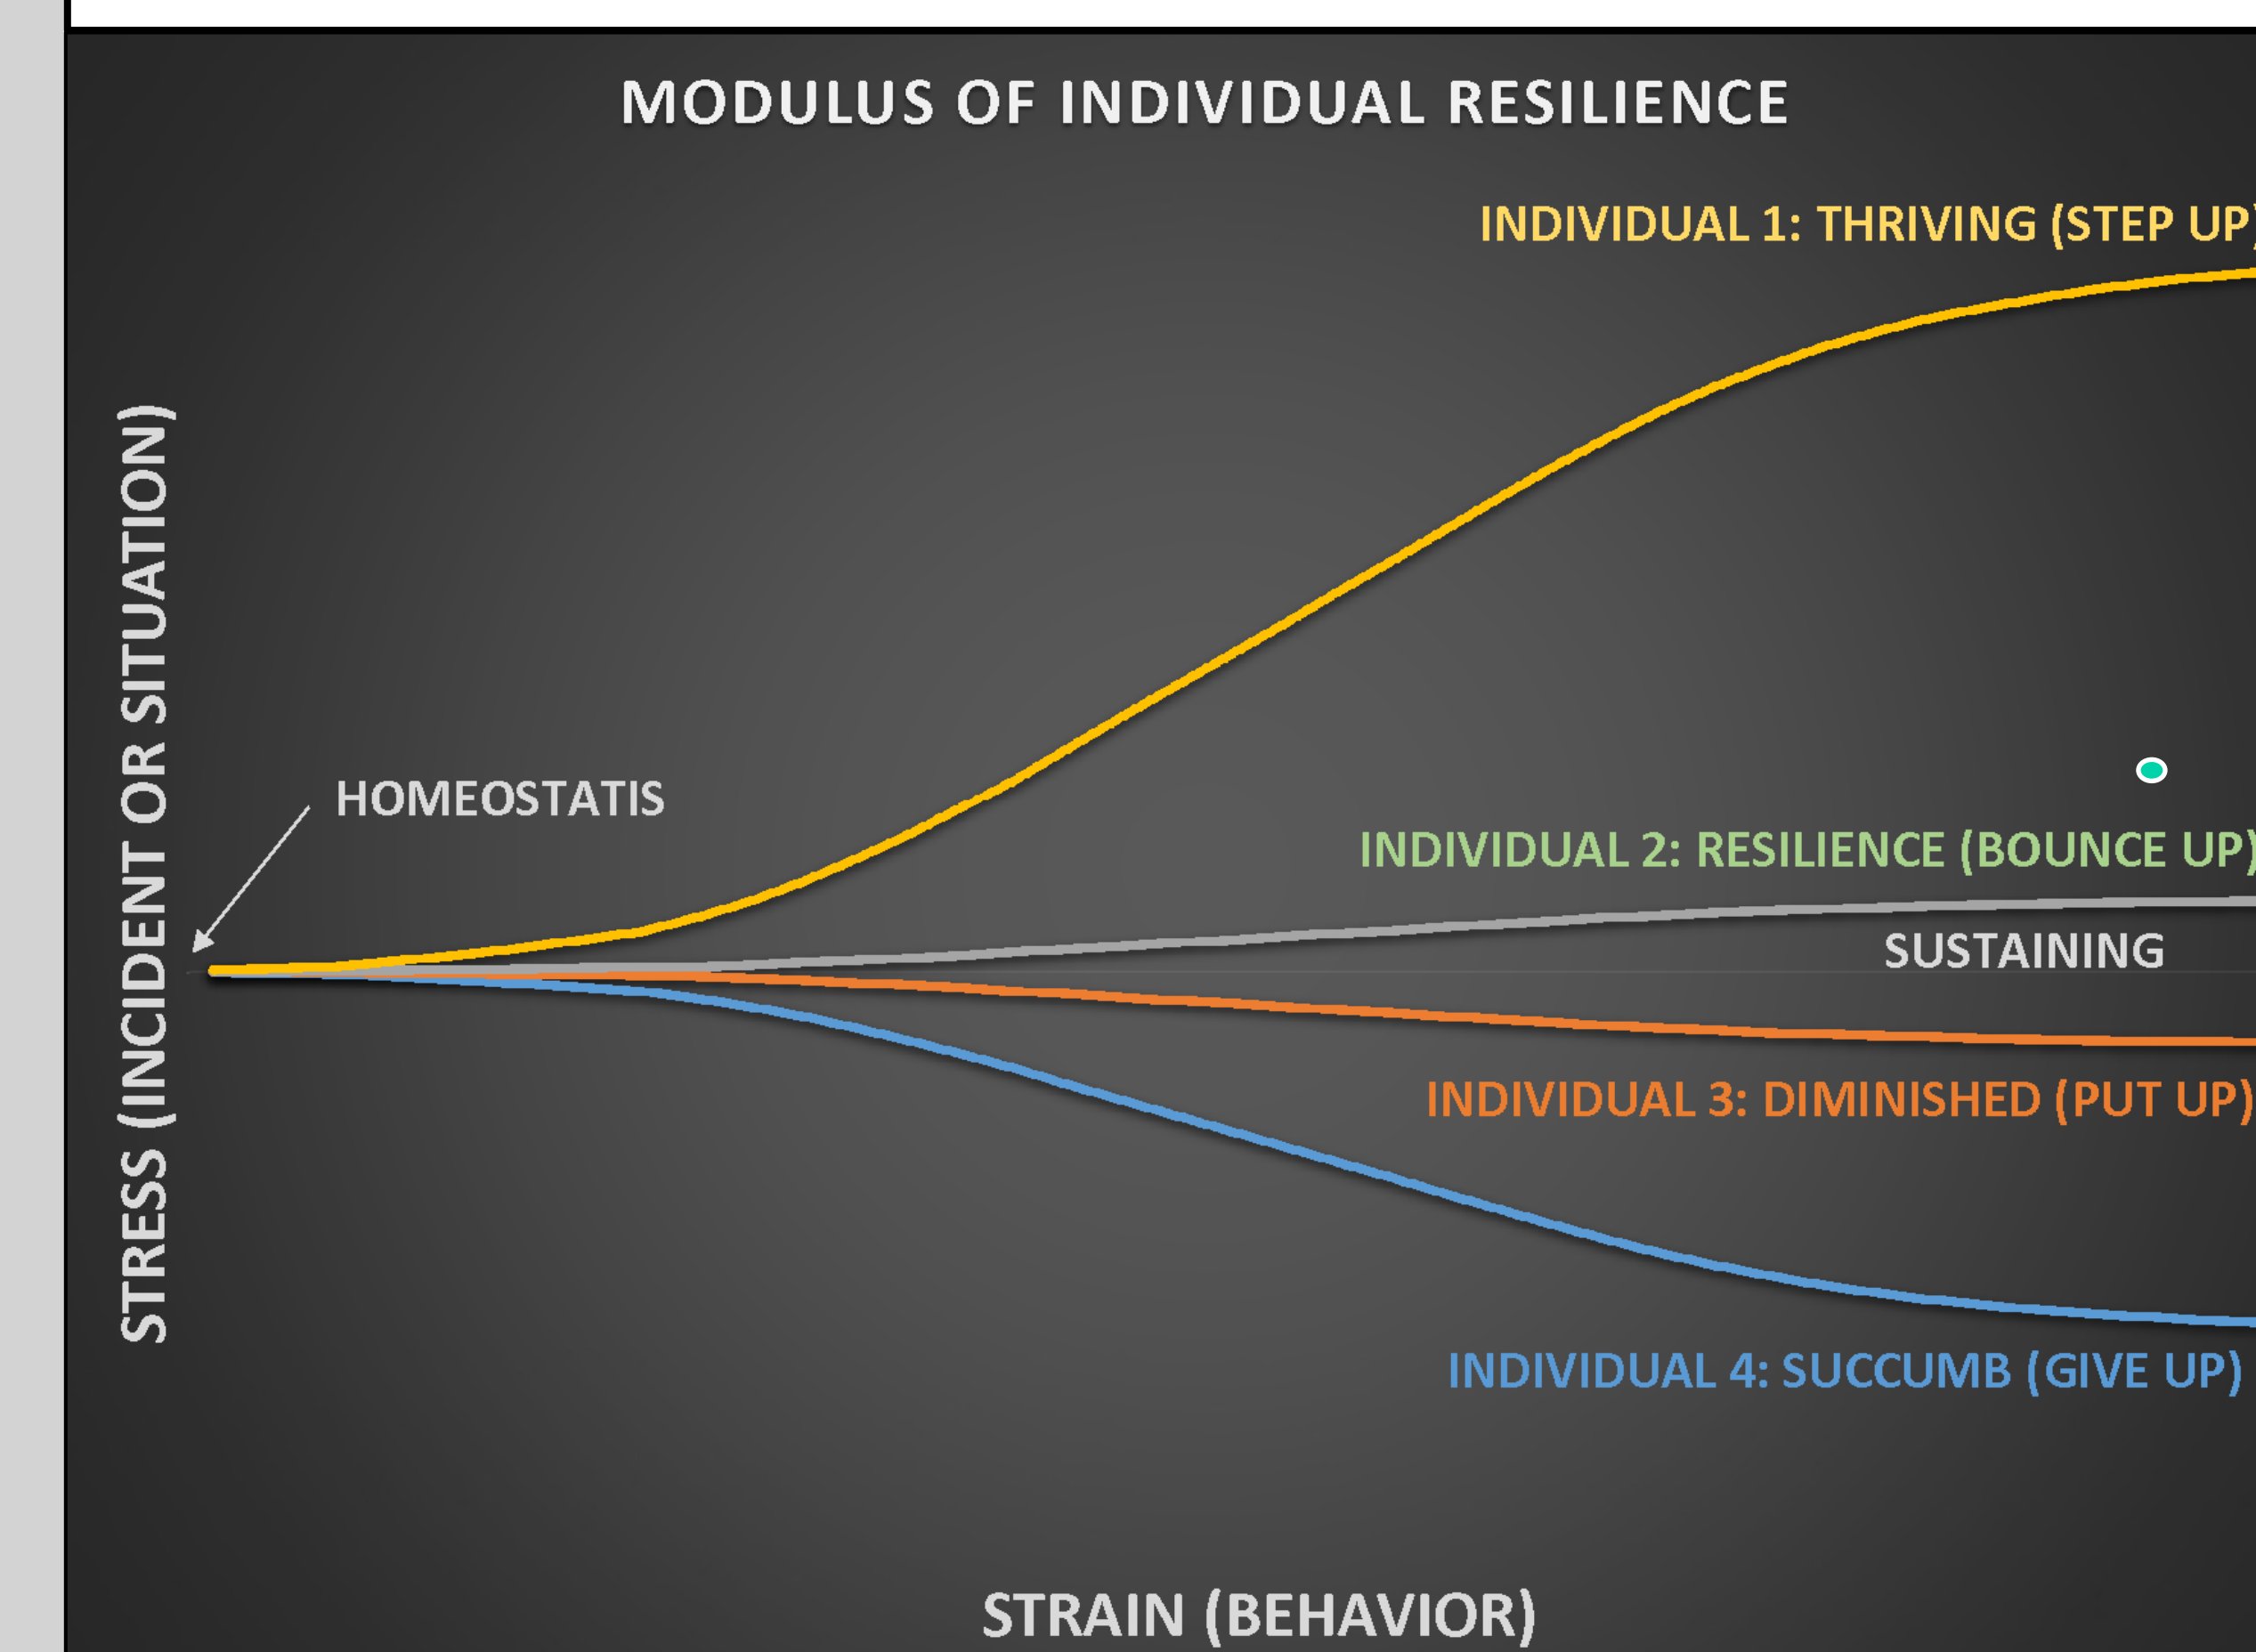 MODULUS OF INDIVIDUAL RESILIENCE
INDIVIDUAL 1: THRIVING (STEP UP)
STRESS (INCIDENT OR SITUATION)
HOMEOSTATIS
INDIVIDUAL 2: RESILIENCE (BOUNCE UP)
SUSTAINING
INDIVIDUAL 3: DIMINISHED (PUT UP)
INDIVIDUAL 4: SUCCUMB (GIVE UP)
STRAIN (BEHAVIOR)